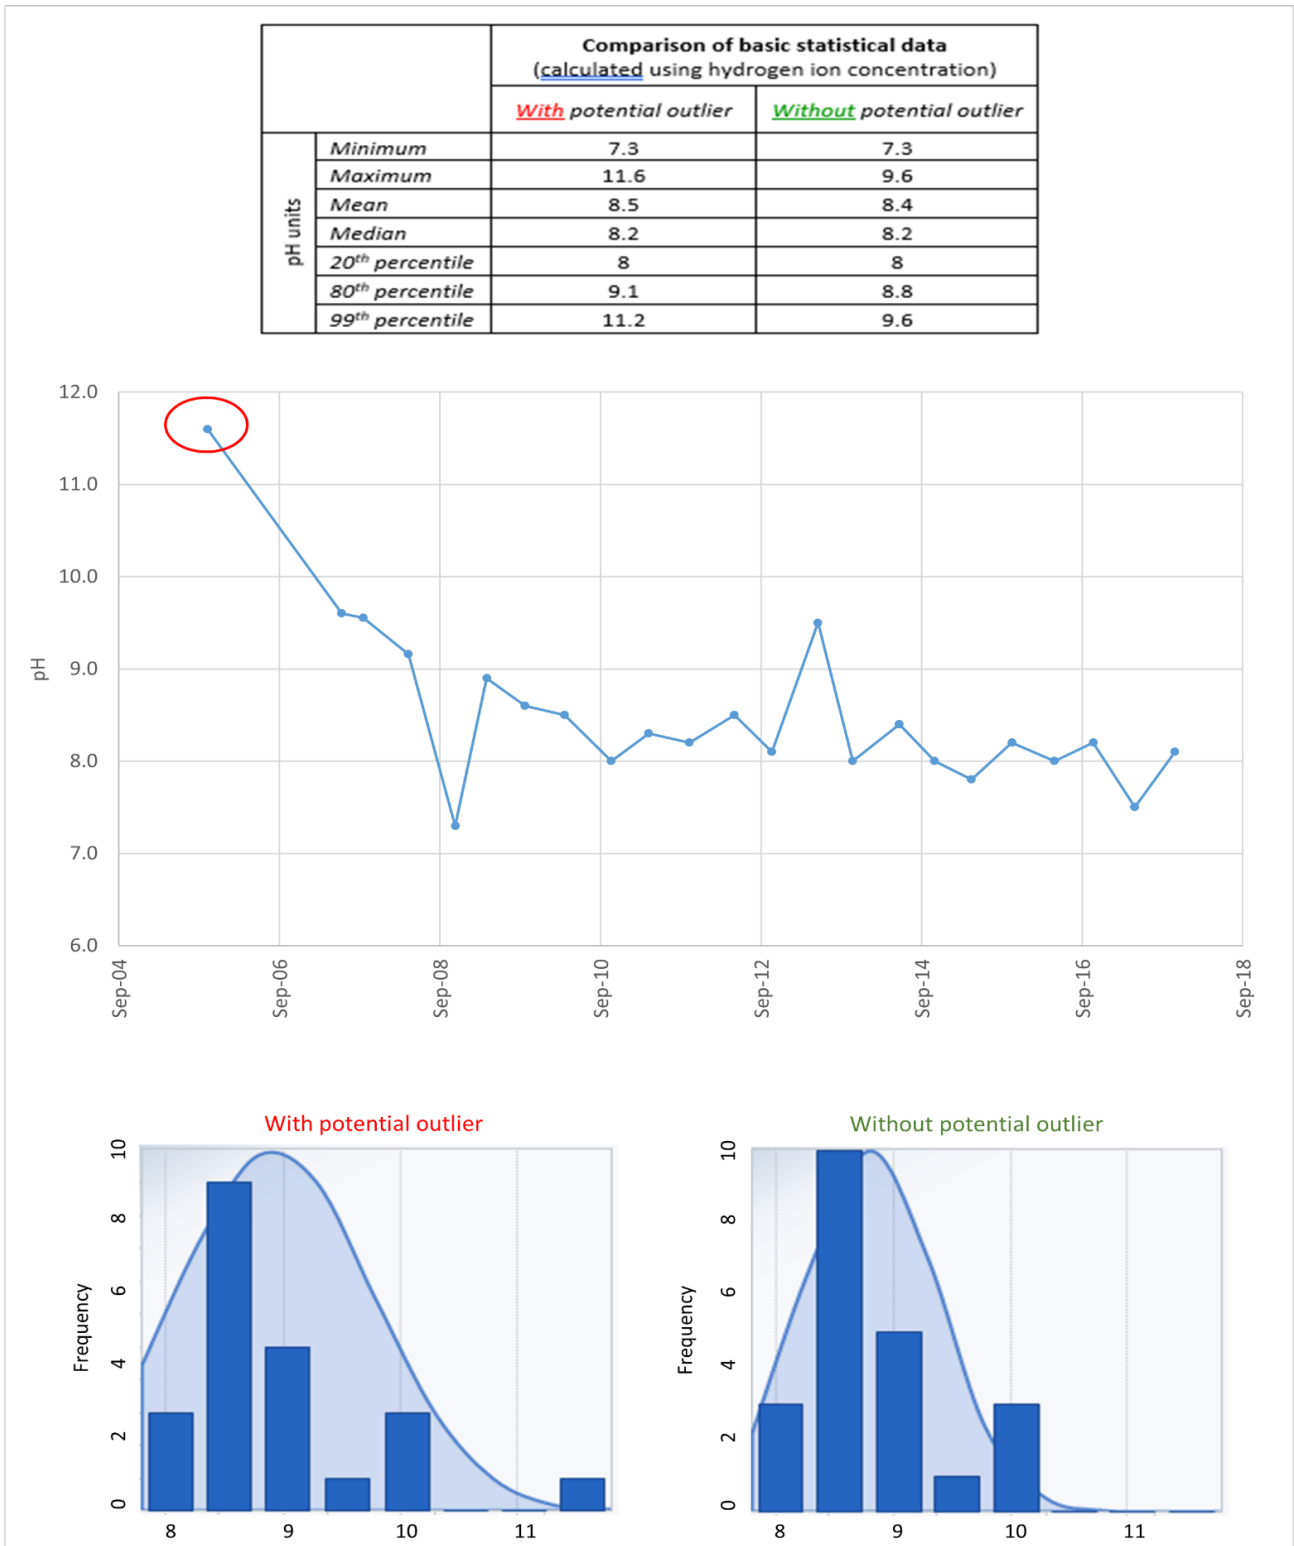 Comparison of basic statistical data
(calculated using hydrogen ion concentration)
With potential outlier Without potential outlier
pH units
Minimum 7.3 7.3
Maximum 11.6 9.6
Mean 8.5 8.4
Median 8.2 8.2
20th percentile 8 8
80th percentile 9.1 8.8
99th percentile 11.2 9.6
12.0
11.0
10.0
9.0
8.0
7.0
6.0
pH
Sep-04 Sep-06 Sep-08 Sep-10 Sep-12 Sep-14 Sep-16 Sep-18
With potential outlier
10
8
6
4
2
0
Frequency
8 9 10 11
Without potential outlier
10
8
6
4
2
0
Frequency
8 9 10 11